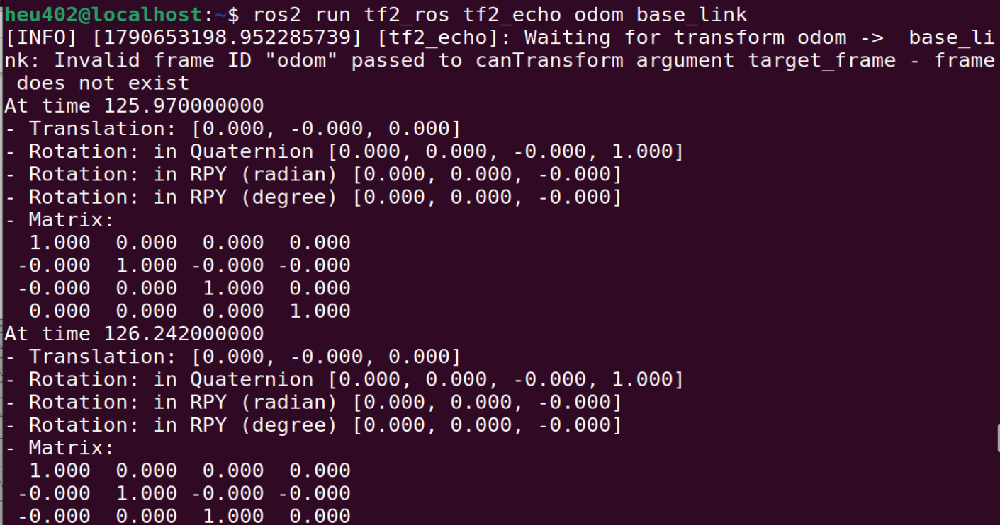 heu402@localhost:~$ ros2 run tf2_ros tf2_echo odom base_link
[INFO] [1790653198.952285739] [tf2_echo]: Waiting for transform odom ->  base_li
nk: Invalid frame ID "odom" passed to canTransform argument target_frame - frame
 does not exist
At time 125.970000000
- Translation: [0.000, -0.000, 0.000]
- Rotation: in Quaternion [0.000, 0.000, -0.000, 1.000]
- Rotation: in RPY (radian) [0.000, 0.000, -0.000]
- Rotation: in RPY (degree) [0.000, 0.000, -0.000]
- Matrix:
  1.000  0.000  0.000  0.000
 -0.000  1.000 -0.000 -0.000
 -0.000  0.000  1.000  0.000
  0.000  0.000  0.000  1.000
At time 126.242000000
- Translation: [0.000, -0.000, 0.000]
- Rotation: in Quaternion [0.000, 0.000, -0.000, 1.000]
- Rotation: in RPY (radian) [0.000, 0.000, -0.000]
- Rotation: in RPY (degree) [0.000, 0.000, -0.000]
- Matrix:
  1.000  0.000  0.000  0.000
 -0.000  1.000 -0.000 -0.000
 -0.000  0.000  1.000  0.000